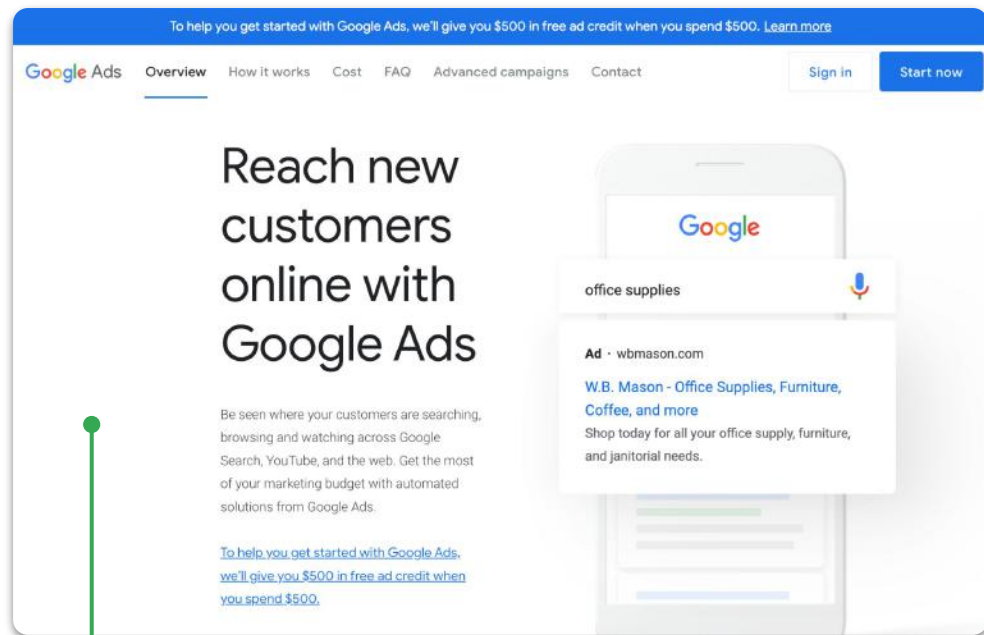 To help you get started with Google Ads, we'll give you $500 in free ad credit when you spend $500. Learn more
Google Ads Overview How it works Cost FAQ Advanced campaigns Contact Sign in Start now
Reach new
customers
online with
Google Ads
Be seen where your customers are searching,
browsing and watching across Google
Search, YouTube, and the web. Get the most
of your marketing budget with automated
solutions from Google Ads.
To help you get started with Google Ads,
we'll give you $500 in free ad credit when
you spend $500.
Google
office supplies
Ad · wbmason.com
W.B. Mason - Office Supplies, Furniture,
Coffee, and more
Shop today for all your office supply, furniture,
and janitorial needs.